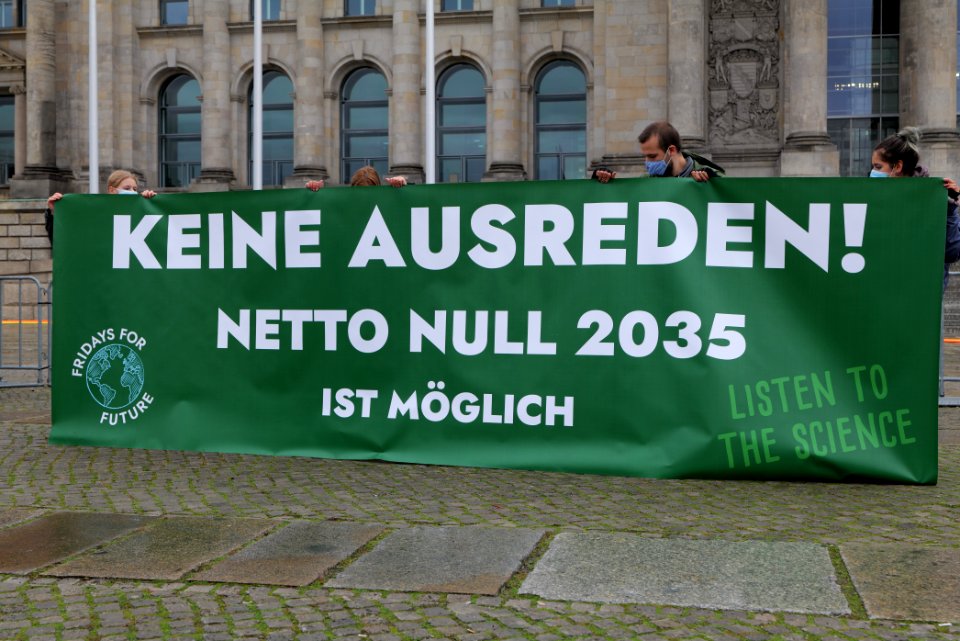 KEINE AUSREDEN!
NETTO NULL 2035
IST MÖGLICH
FRIDAYS FOR
FUTURE
LISTEN TO
THE SCIENCE